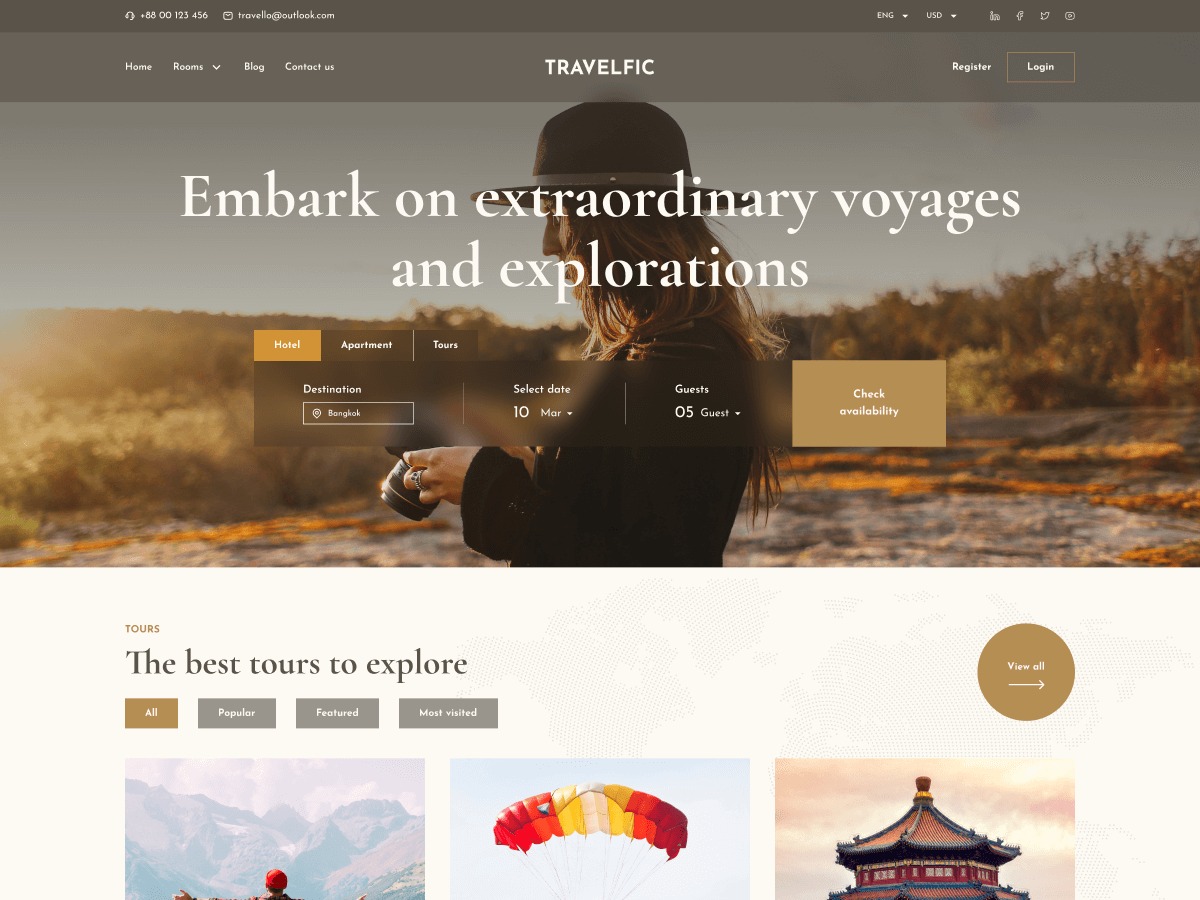 +88 00 123 456 travello@outlook.com ENG USD
Home Rooms Blog Contact us TRAVELFIC Register Login
Embark on extraordinary voyages
and explorations
Hotel Apartment Tours
Destination Select date Guests
Bangkok 10 Mar 05 Guest
Check
availability
TOURS
The best tours to explore
View all
All Popular Featured Most visited